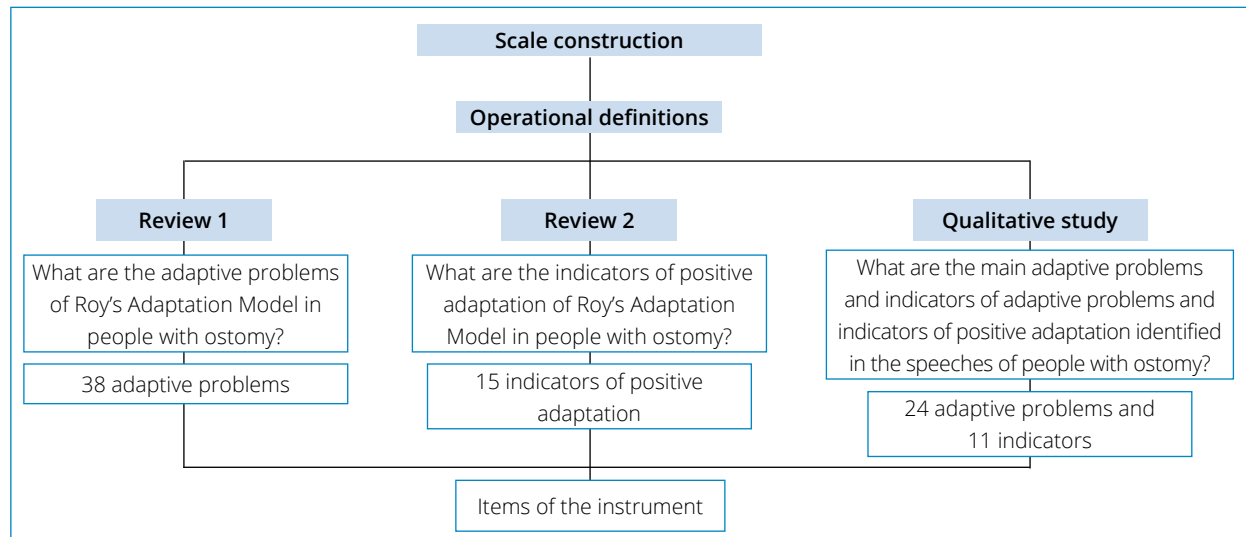 Scale construction
Operational definitions
Review 1
What are the adaptive problems
of Roy’s Adaptation Model in
people with ostomy?
38 adaptive problems
Review 2
What are the indicators of positive
adaptation of Roy’s Adaptation
Model in people with ostomy?
15 indicators of positive
adaptation
Qualitative study
What are the main adaptive problems
and indicators of adaptive problems and
indicators of positive adaptation identified
in the speeches of people with ostomy?
24 adaptive problems and
11 indicators
Items of the instrument